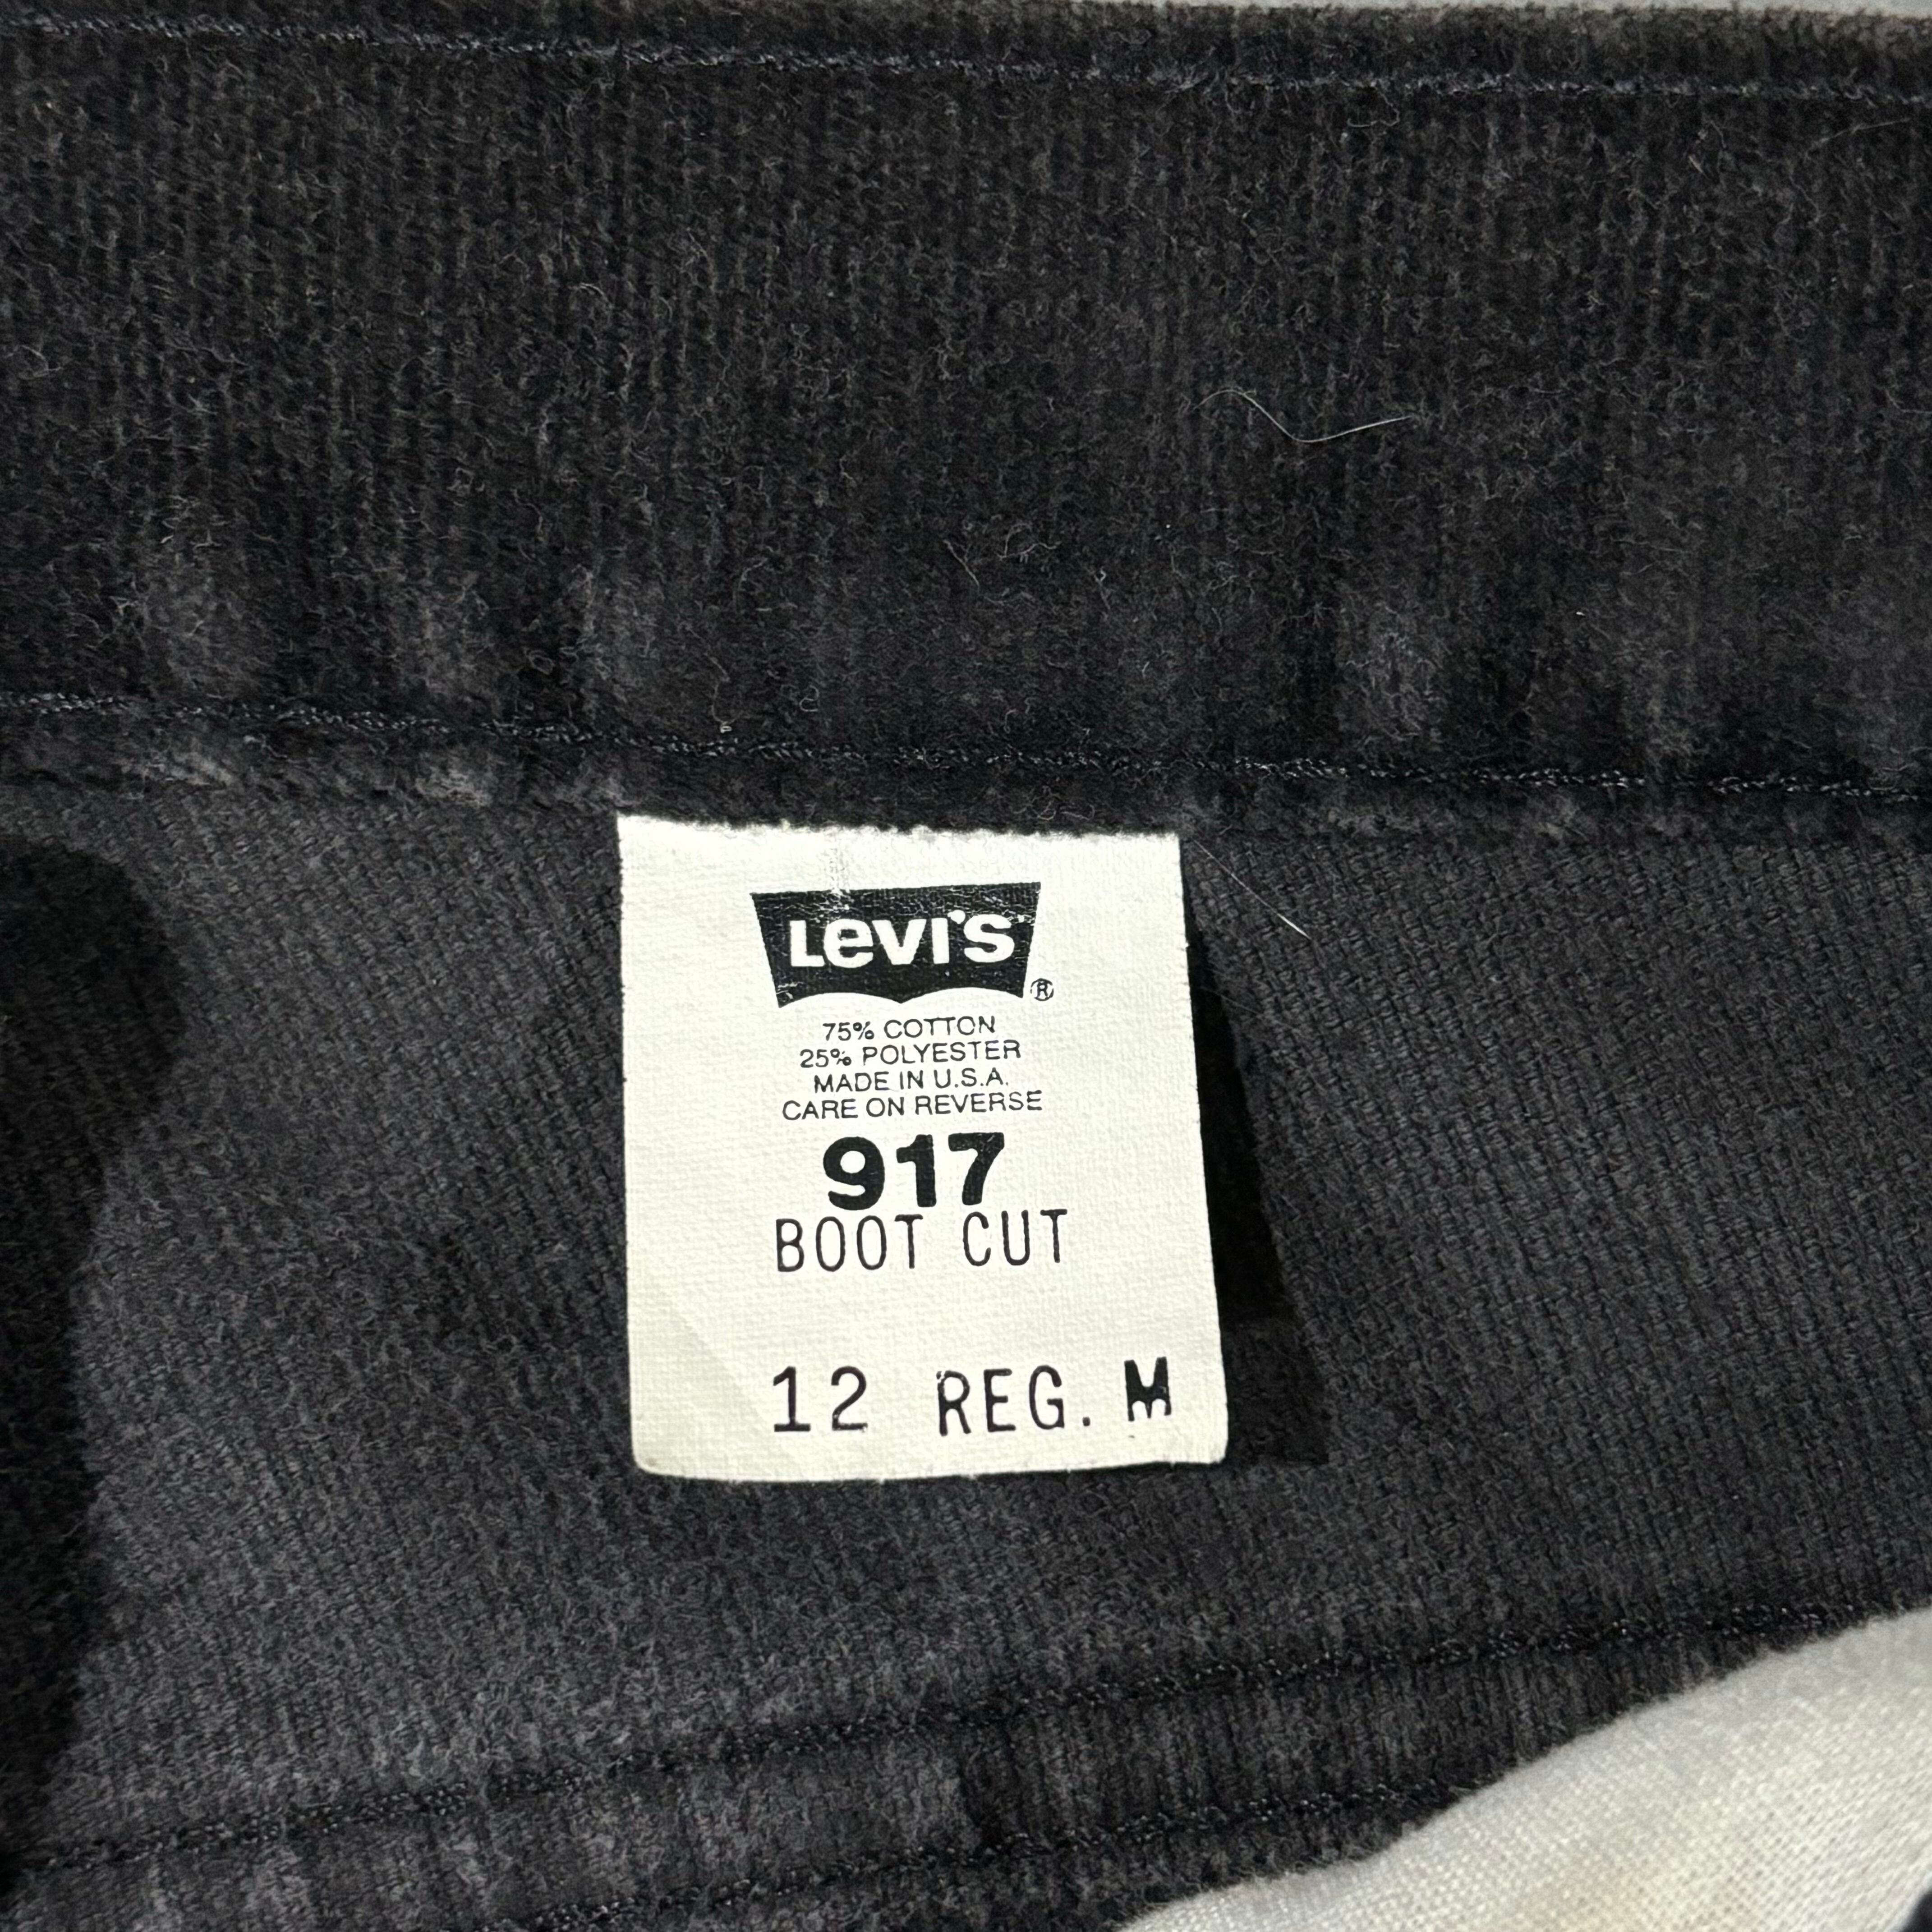 LEVI'S ®
75% COTTON
25% POLYESTER
MADE IN U.S.A.
CARE ON REVERSE
917
BOOT CUT
12 REG. M